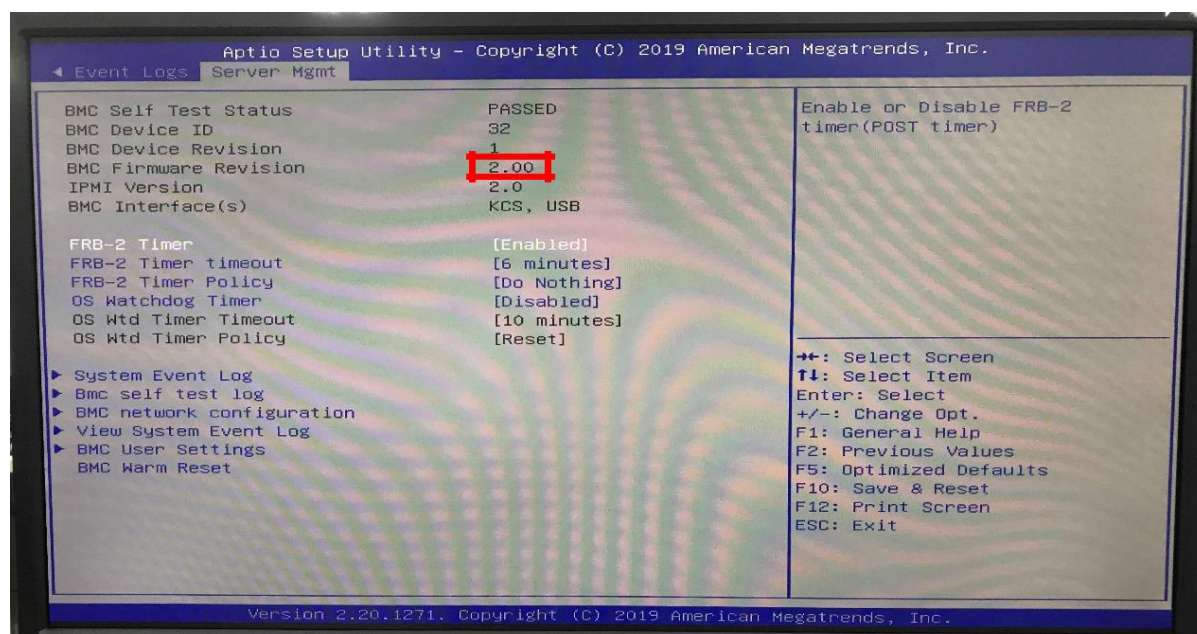 Aptio Setup Utility – Copyright (C) 2019 American Megatrends, Inc.
◄ Event Logs Server Mgmt
BMC Self Test Status PASSED
BMC Device ID 32
BMC Device Revision 1
BMC Firmware Revision 2.00
IPMI Version 2.0
BMC Interface(s) KCS, USB
FRB-2 Timer [Enabled]
FRB-2 Timer timeout [6 minutes]
FRB-2 Timer Policy [Do Nothing]
OS Watchdog Timer [Disabled]
OS Wtd Timer Timeout [10 minutes]
OS Wtd Timer Policy [Reset]
► System Event Log
► Bmc self test log
► BMC network configuration
► View System Event Log
► BMC User Settings
BMC Warm Reset
Enable or Disable FRB-2
timer(POST timer)
→←: Select Screen
↑↓: Select Item
Enter: Select
+/-: Change Opt.
F1: General Help
F2: Previous Values
F5: Optimized Defaults
F10: Save & Reset
F12: Print Screen
ESC: Exit
Version 2.20.1271. Copyright (C) 2019 American Megatrends, Inc.